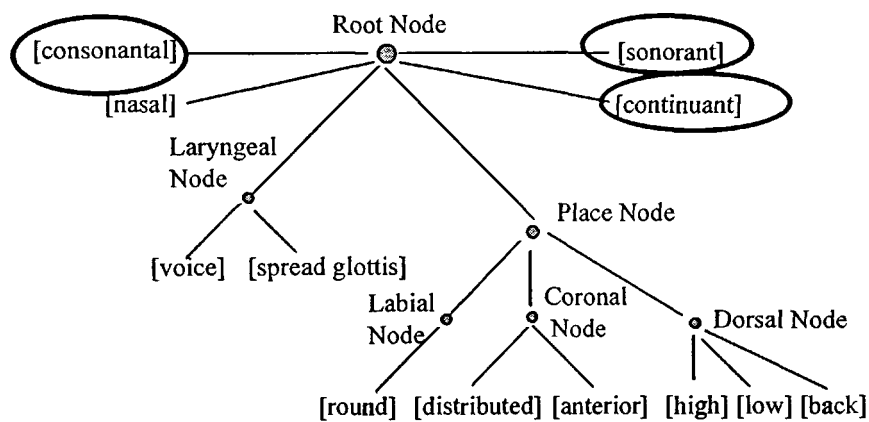 Root Node
[consonantal]
[sonorant]
[nasal]
[continuant]
Laryngeal
Node
Place Node
[voice] [spread glottis]
Labial
Node
Coronal
Node
Dorsal Node
[round] [distributed] [anterior] [high] [low] [back]